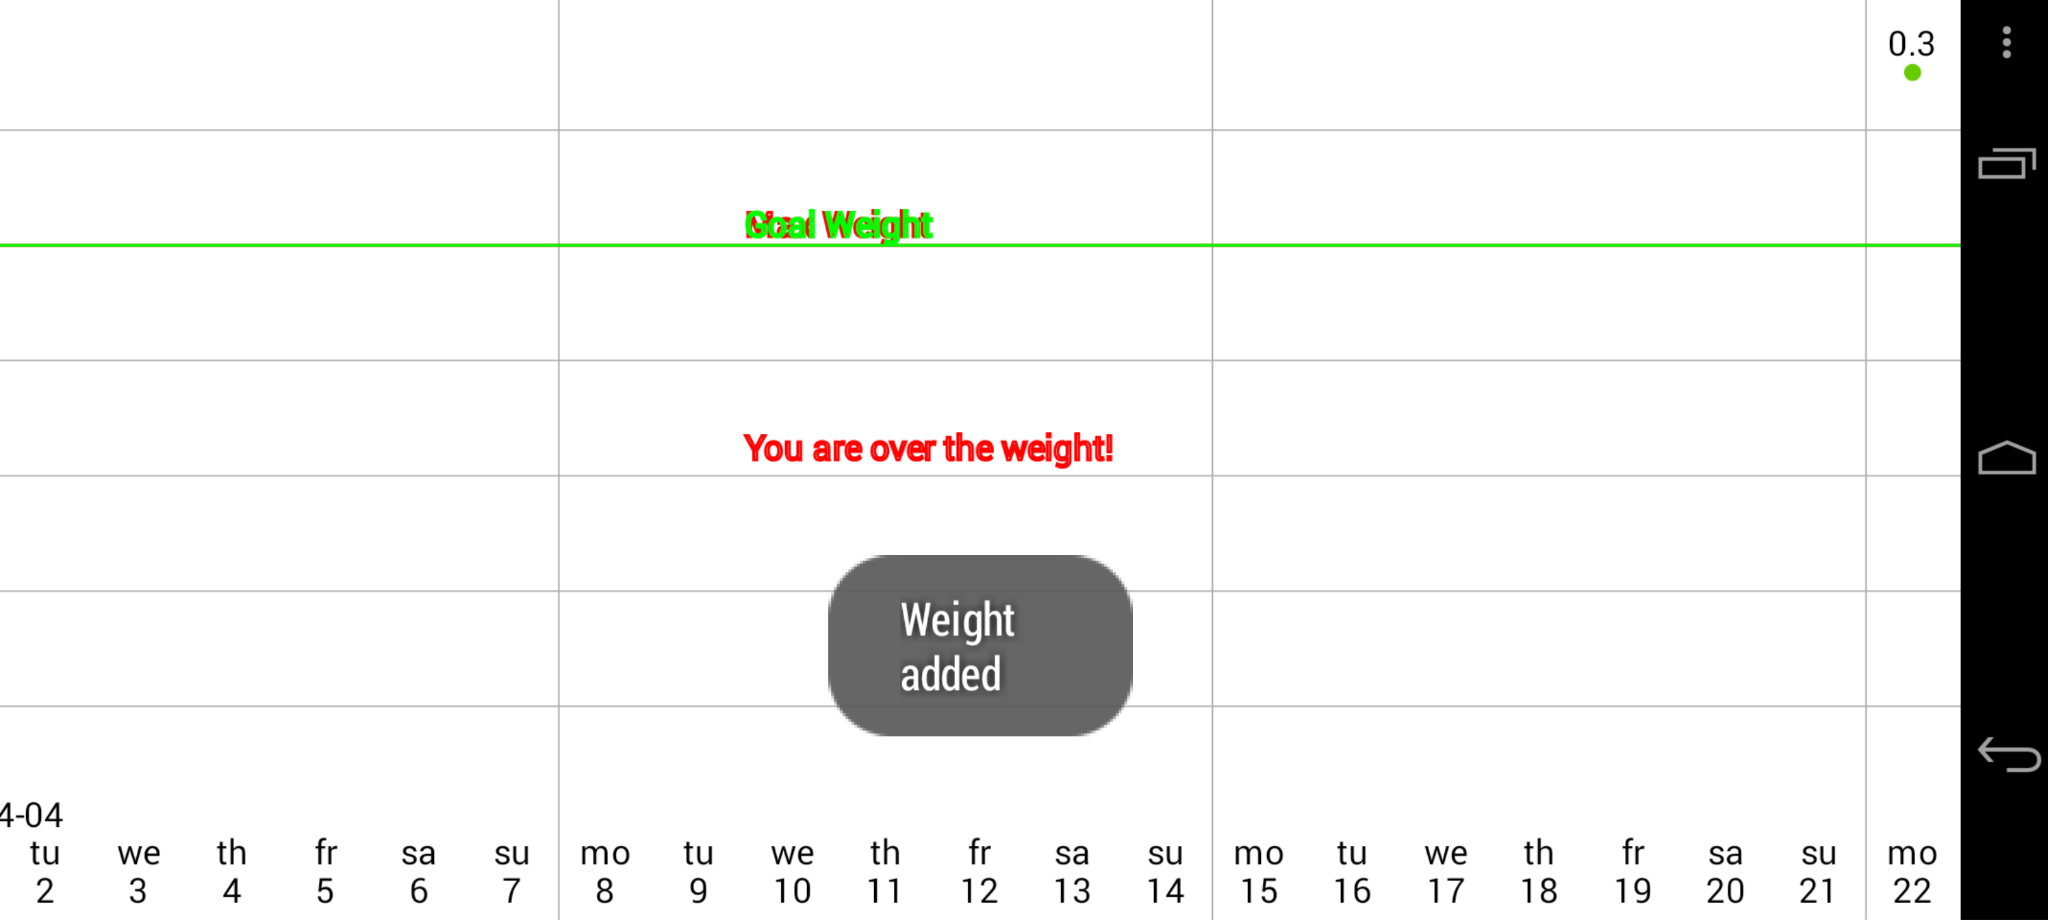 0.3
Goal Weight
You are over the weight!
Weight
added
4-04
tu we th fr sa su mo tu we th fr sa su mo tu we th fr sa su mo
2 3 4 5 6 7 8 9 10 11 12 13 14 15 16 17 18 19 20 21 22